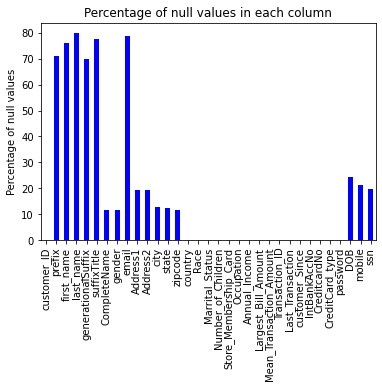 Percentage of null values in each column
Percentage of null values
80
70
60
50
40
30
20
10
0
customer_ID
prefix
first_name
last_name
generationalSuffix
suffixTitle
CompleteName
gender
email
Address1
Address2
city
state
zipcode
country
Race
Marrital_Status
Number_of_Children
Store_Membership_Card
Occupation
Annual_Income
Largest_Bill_Amount
Mean_Transaction_Amount
Transaction_ID
Last_Transaction
customer_Since
IntBankAccNo
CreditcardNo
CreditCard_type
password
DOB
mobile
ssn